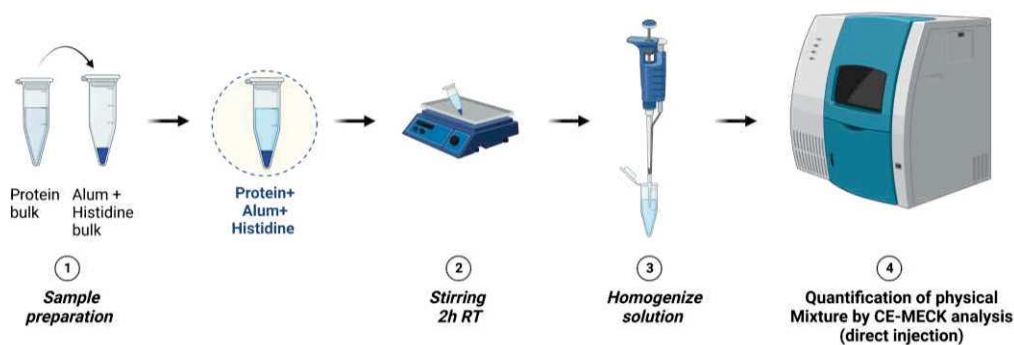 Protein
bulk
Alum +
Histidine
bulk
Protein+
Alum+
Histidine
1
Sample
preparation
2
Stirring
2h RT
3
Homogenize
solution
4
Quantification of physical
Mixture by CE-MECK analysis
(direct injection)